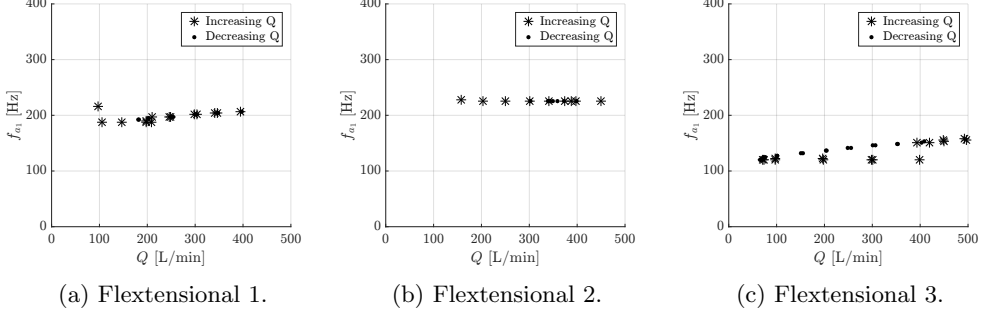 400
300
200
100
0
f_{a_1} [Hz]
Increasing Q
Decreasing Q
0 100 200 300 400 500
Q [L/min]
(a) Flextensional 1.
400
300
200
100
0
f_{a_1} [Hz]
Increasing Q
Decreasing Q
0 100 200 300 400 500
Q [L/min]
(b) Flextensional 2.
400
300
200
100
0
f_{a_1} [Hz]
Increasing Q
Decreasing Q
0 100 200 300 400 500
Q [L/min]
(c) Flextensional 3.